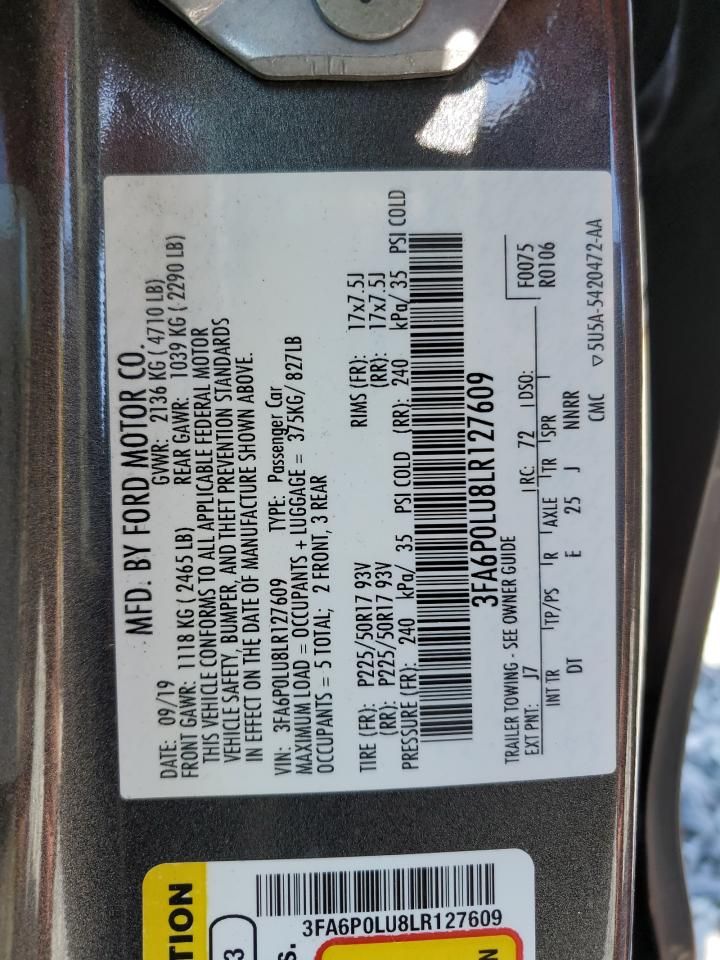 MFD. BY FORD MOTOR CO.
DATE: 09/19 GVWR: 2136 KG ( 4710 LB)
FRONT GAWR: 1118 KG ( 2465 LB) REAR GAWR: 1039 KG ( 2290 LB)
THIS VEHICLE CONFORMS TO ALL APPLICABLE FEDERAL MOTOR
VEHICLE SAFETY, BUMPER, AND THEFT PREVENTION STANDARDS
IN EFFECT ON THE DATE OF MANUFACTURE SHOWN ABOVE.
VIN: 3FA6P0LU8LR127609 TYPE: Passenger Car
MAXIMUM LOAD = OCCUPANTS + LUGGAGE = 375KG/ 827LB
OCCUPANTS = 5 TOTAL; 2 FRONT, 3 REAR
TIRE (FR): P225/50R17 93V RIMS (FR): 17x7.5J
(RR): P225/50R17 93V (RR): 17x7.5J
PRESSURE (FR): 240 kPa/ 35 PSI COLD (RR): 240 kPa/ 35 PSI COLD
3FA6P0LU8LR127609
TRAILER TOWING - SEE OWNER GUIDE
EXT PNT: J7 RC: 72 DSO: F0075
R0106
INT TR TP/PS R AXLE TR SPR
DT E 25 J NNRR
CMC ▽ 5U5A-5420472-AA
TION
3
S.
3FA6P0LU8LR127609
N